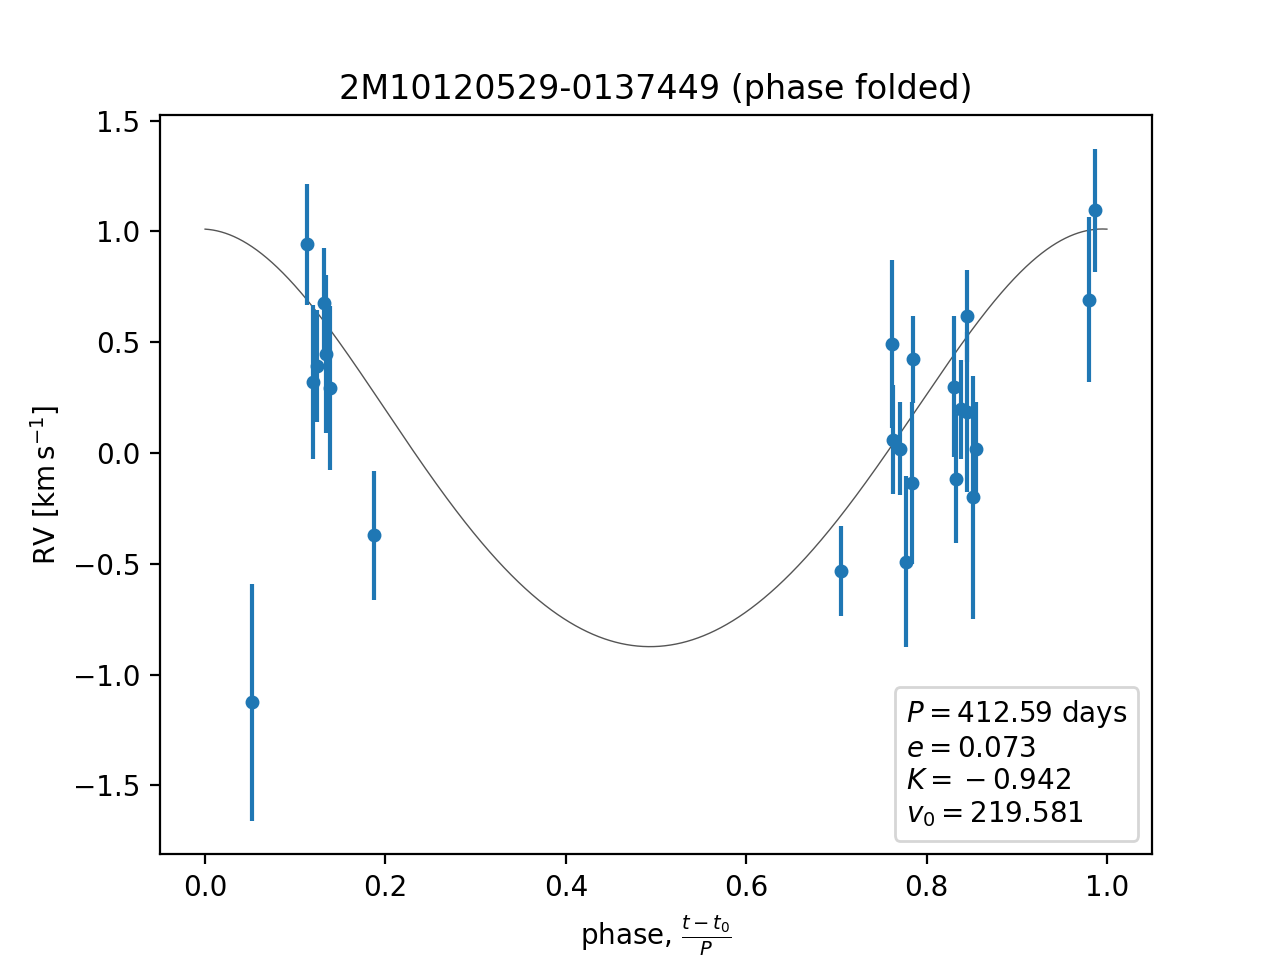 2M10120529-0137449 (phase folded)
1.5
1.0
0.5
0.0
−0.5
−1.0
−1.5
RV [km s⁻¹]
P = 412.59 days
e = 0.073
K = −0.942
v₀ = 219.581
0.0 0.2 0.4 0.6 0.8 1.0
phase, (t − t₀)/P